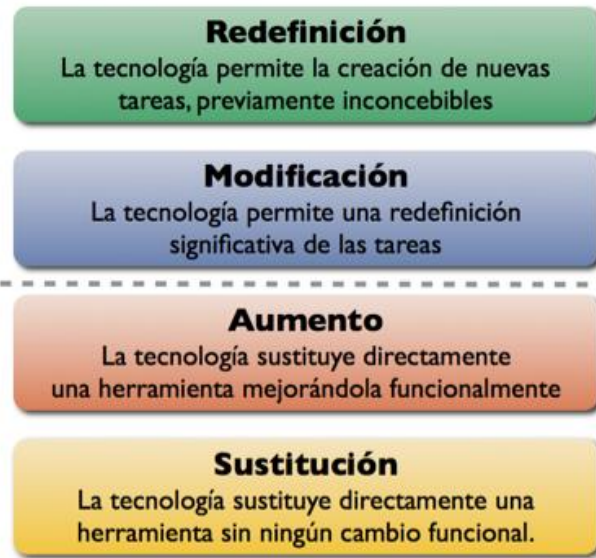 Redefinición
La tecnología permite la creación de nuevas
tareas, previamente inconcebibles
Modificación
La tecnología permite una redefinición
significativa de las tareas
Aumento
La tecnología sustituye directamente
una herramienta mejorándola funcionalmente
Sustitución
La tecnología sustituye directamente una
herramienta sin ningún cambio funcional.